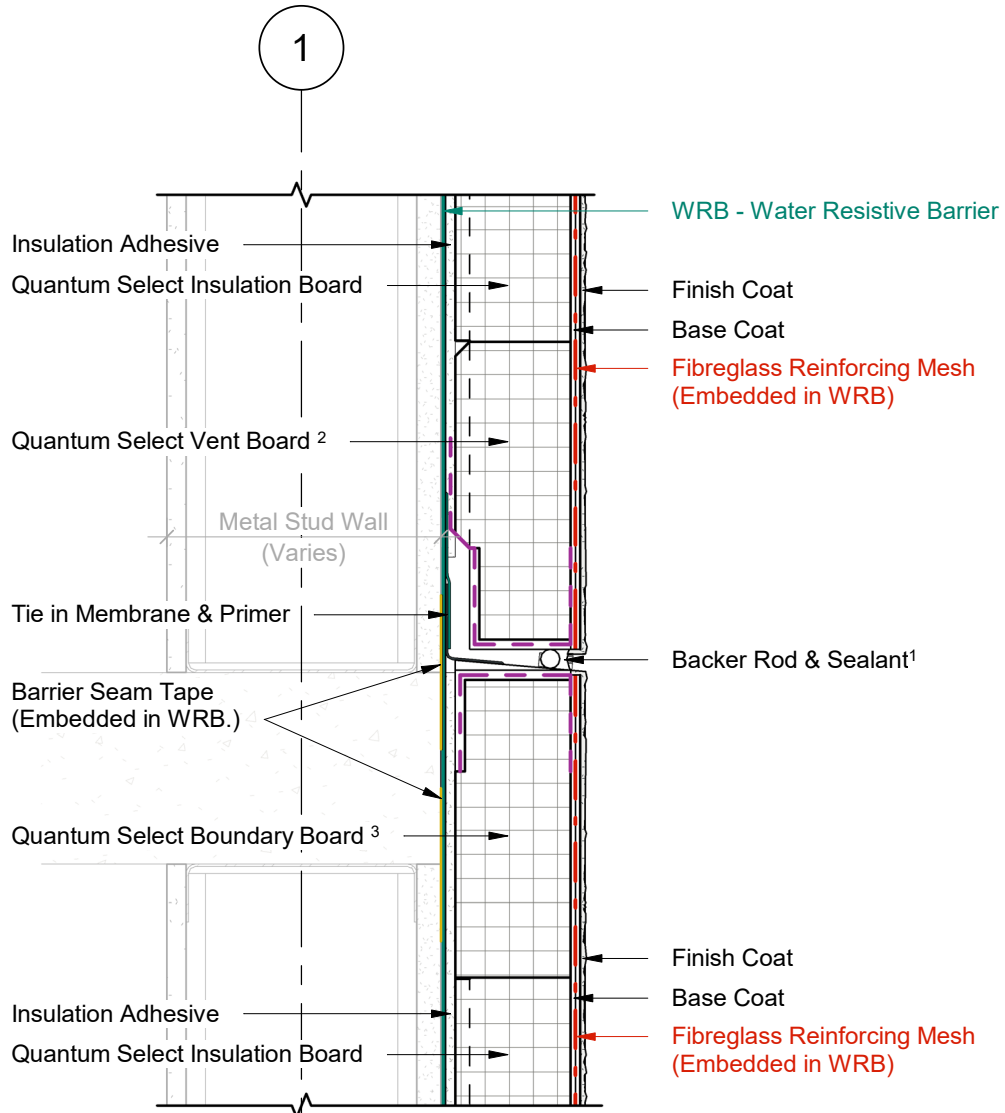 1
WRB - Water Resistive Barrier
Insulation Adhesive
Quantum Select Insulation Board
Finish Coat
Base Coat
Fibreglass Reinforcing Mesh
(Embedded in WRB)
Quantum Select Vent Board ²
Metal Stud Wall
(Varies)
Tie in Membrane & Primer
Backer Rod & Sealant¹
Barrier Seam Tape
(Embedded in WRB.)
Quantum Select Boundary Board ³
Finish Coat
Base Coat
Insulation Adhesive
Fibreglass Reinforcing Mesh
(Embedded in WRB)
Quantum Select Insulation Board